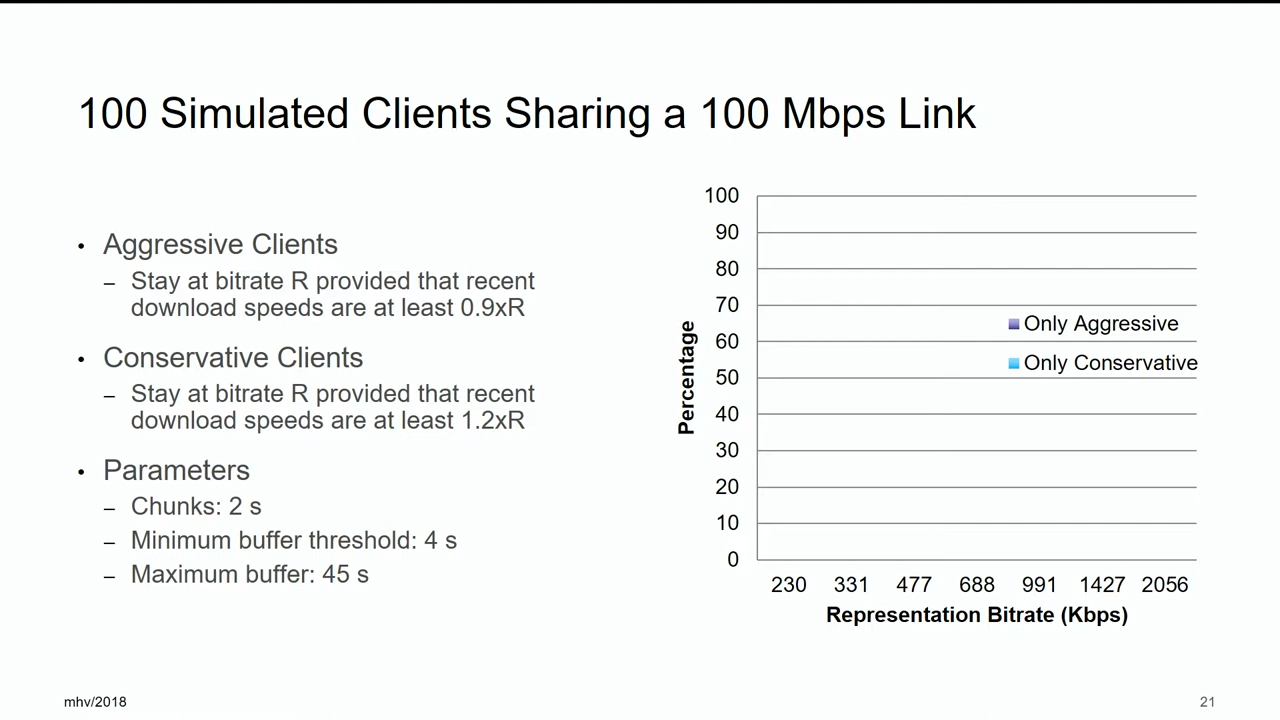 100 Simulated Clients Sharing a 100 Mbps Link
• Aggressive Clients
– Stay at bitrate R provided that recent
download speeds are at least 0.9xR
• Conservative Clients
– Stay at bitrate R provided that recent
download speeds are at least 1.2xR
• Parameters
– Chunks: 2 s
– Minimum buffer threshold: 4 s
– Maximum buffer: 45 s
Percentage
100
90
80
70
60
50
40
30
20
10
0
Only Aggressive
Only Conservative
230 331 477 688 991 1427 2056
Representation Bitrate (Kbps)
mhv/2018
21